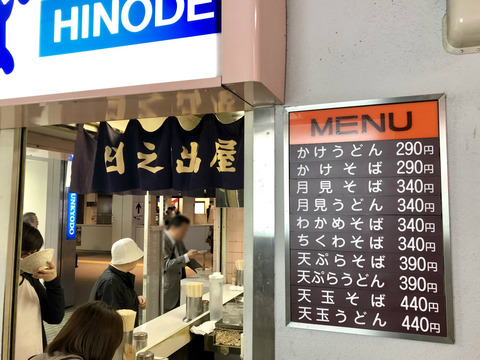 HINODE
日之出屋
UNKYODO
MENU
かけうどん 290円
かけそば 290円
月見そば 340円
月見うどん 340円
わかめそば 340円
ちくわそば 340円
天ぷらそば 390円
天ぷらうどん 390円
天玉そば 440円
天玉うどん 440円